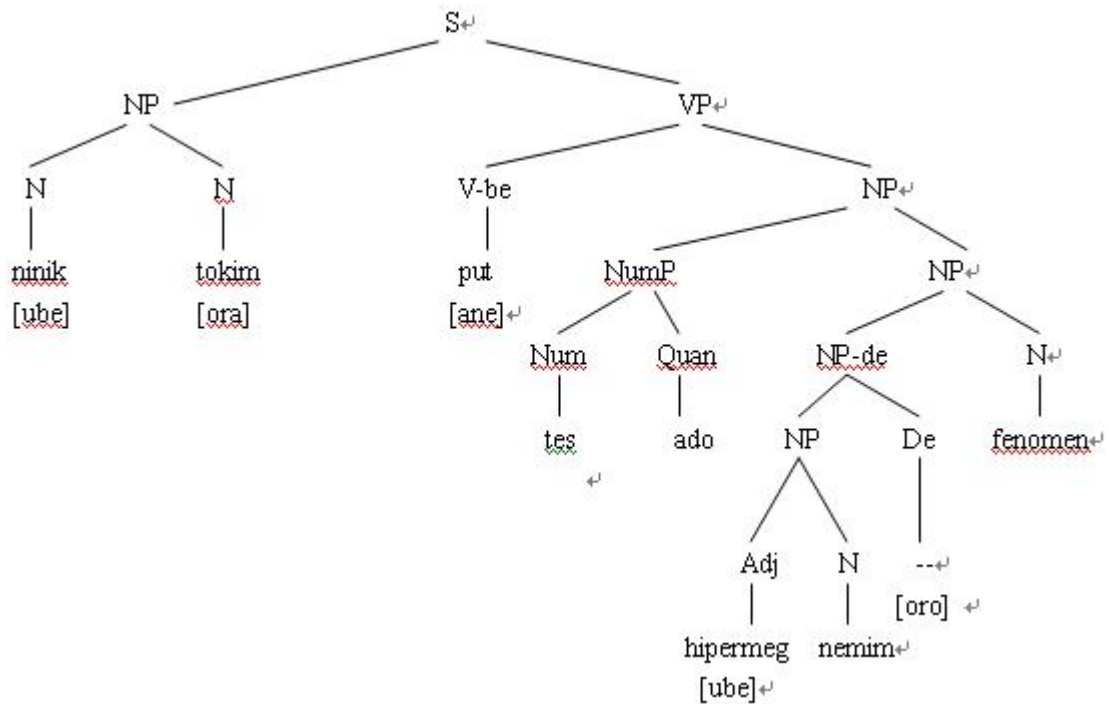 S
NP VP
N N V-be NP
ninik tokim put NumP NP
[ube] [ora] [ane]
Num Quan NP-de N
tes ado NP De fenomen
Adj N --
[oro]
hipermeg nemim
[ube]